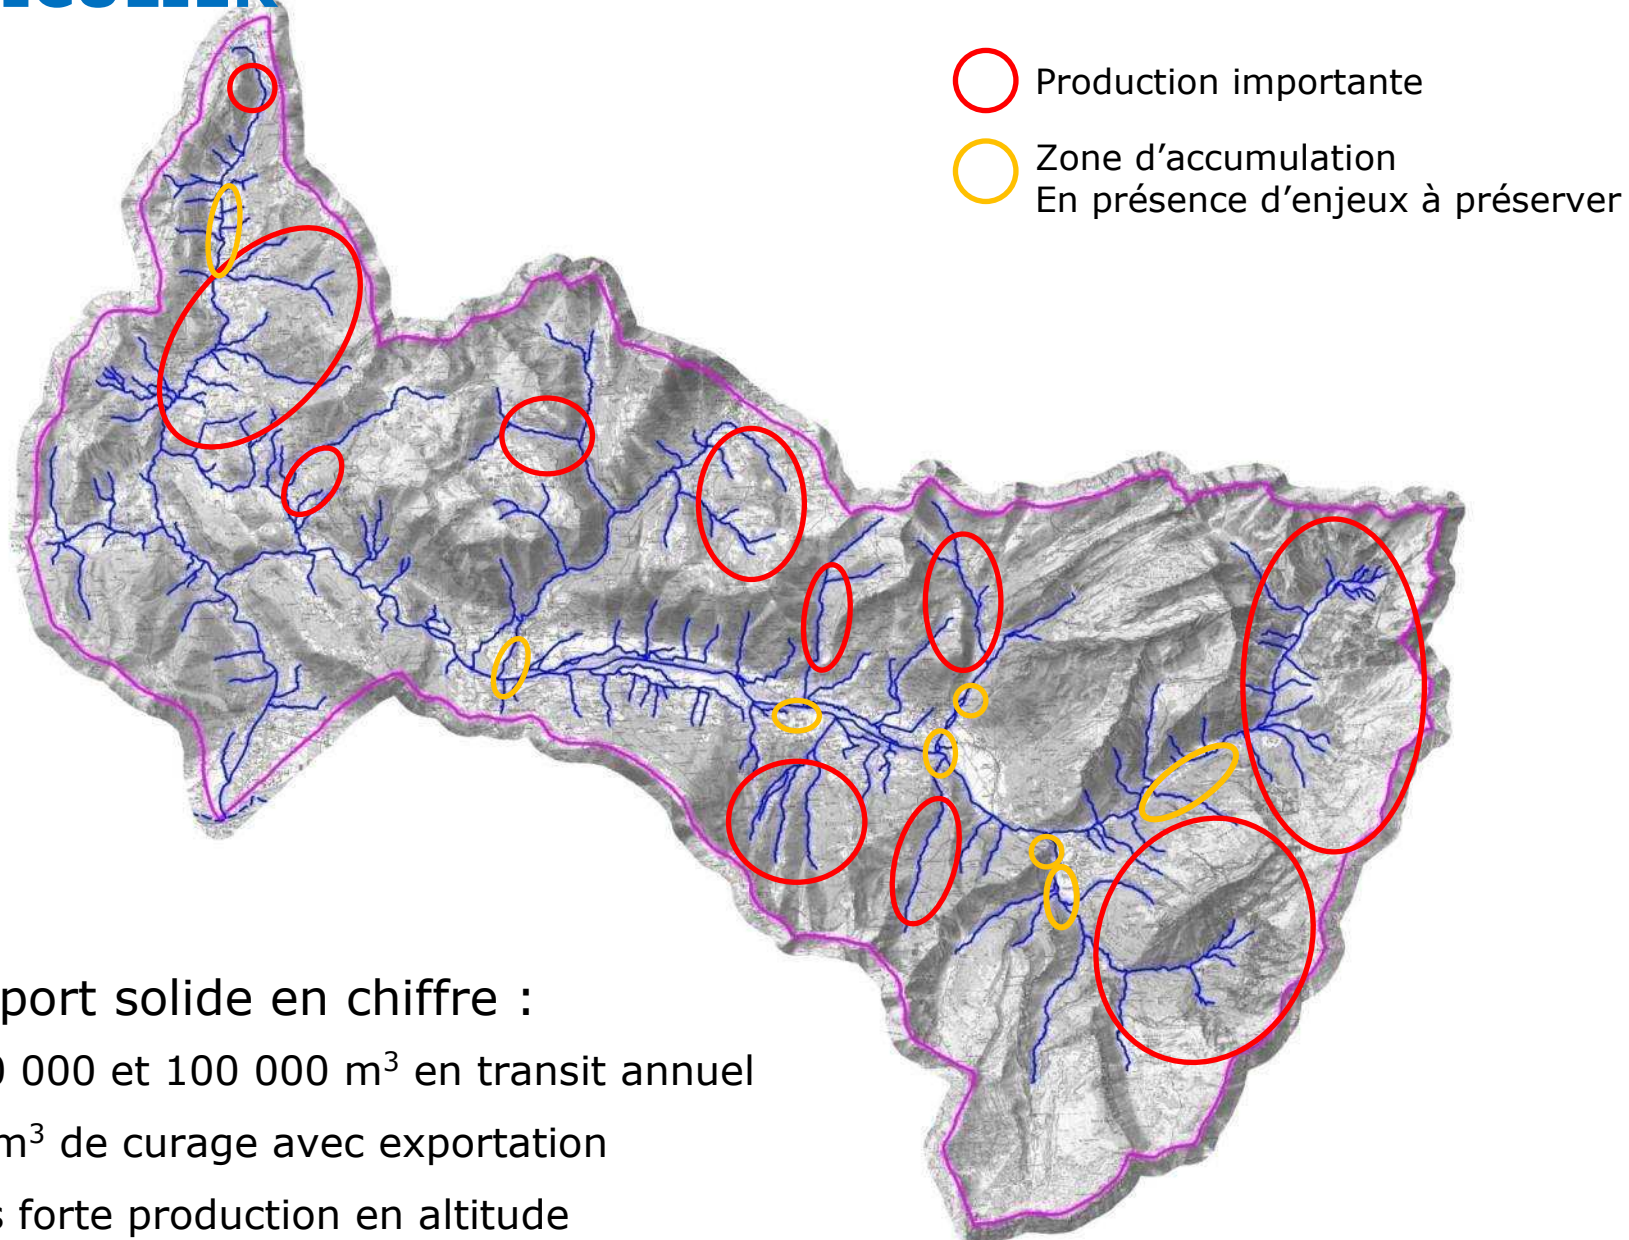 Production importante
Zone d’accumulation
En présence d’enjeux à préserver
port solide en chiffre :
0 000 et 100 000 m³ en transit annuel
m³ de curage avec exportation
s forte production en altitude